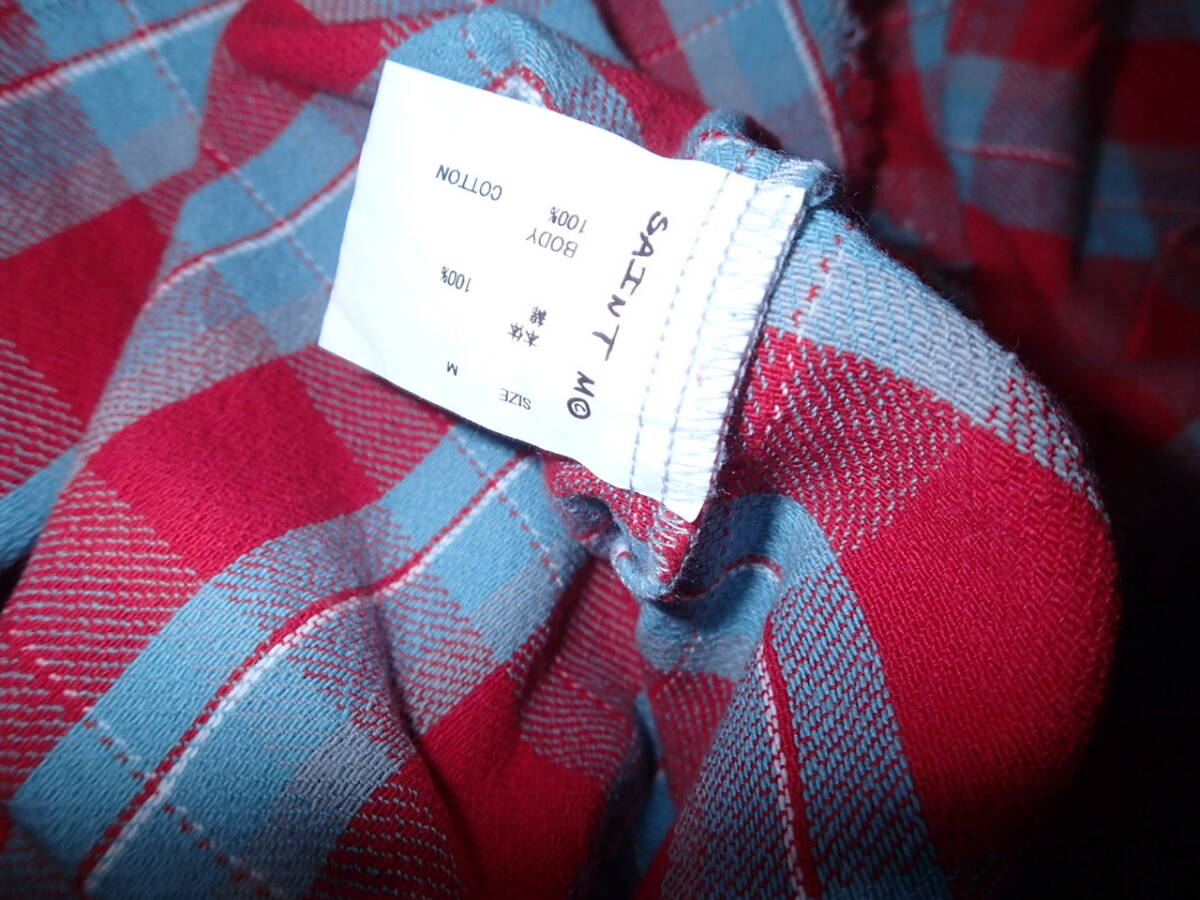 SAINT M©
SIZE M
本体
綿 100%
BODY
100% COTTON